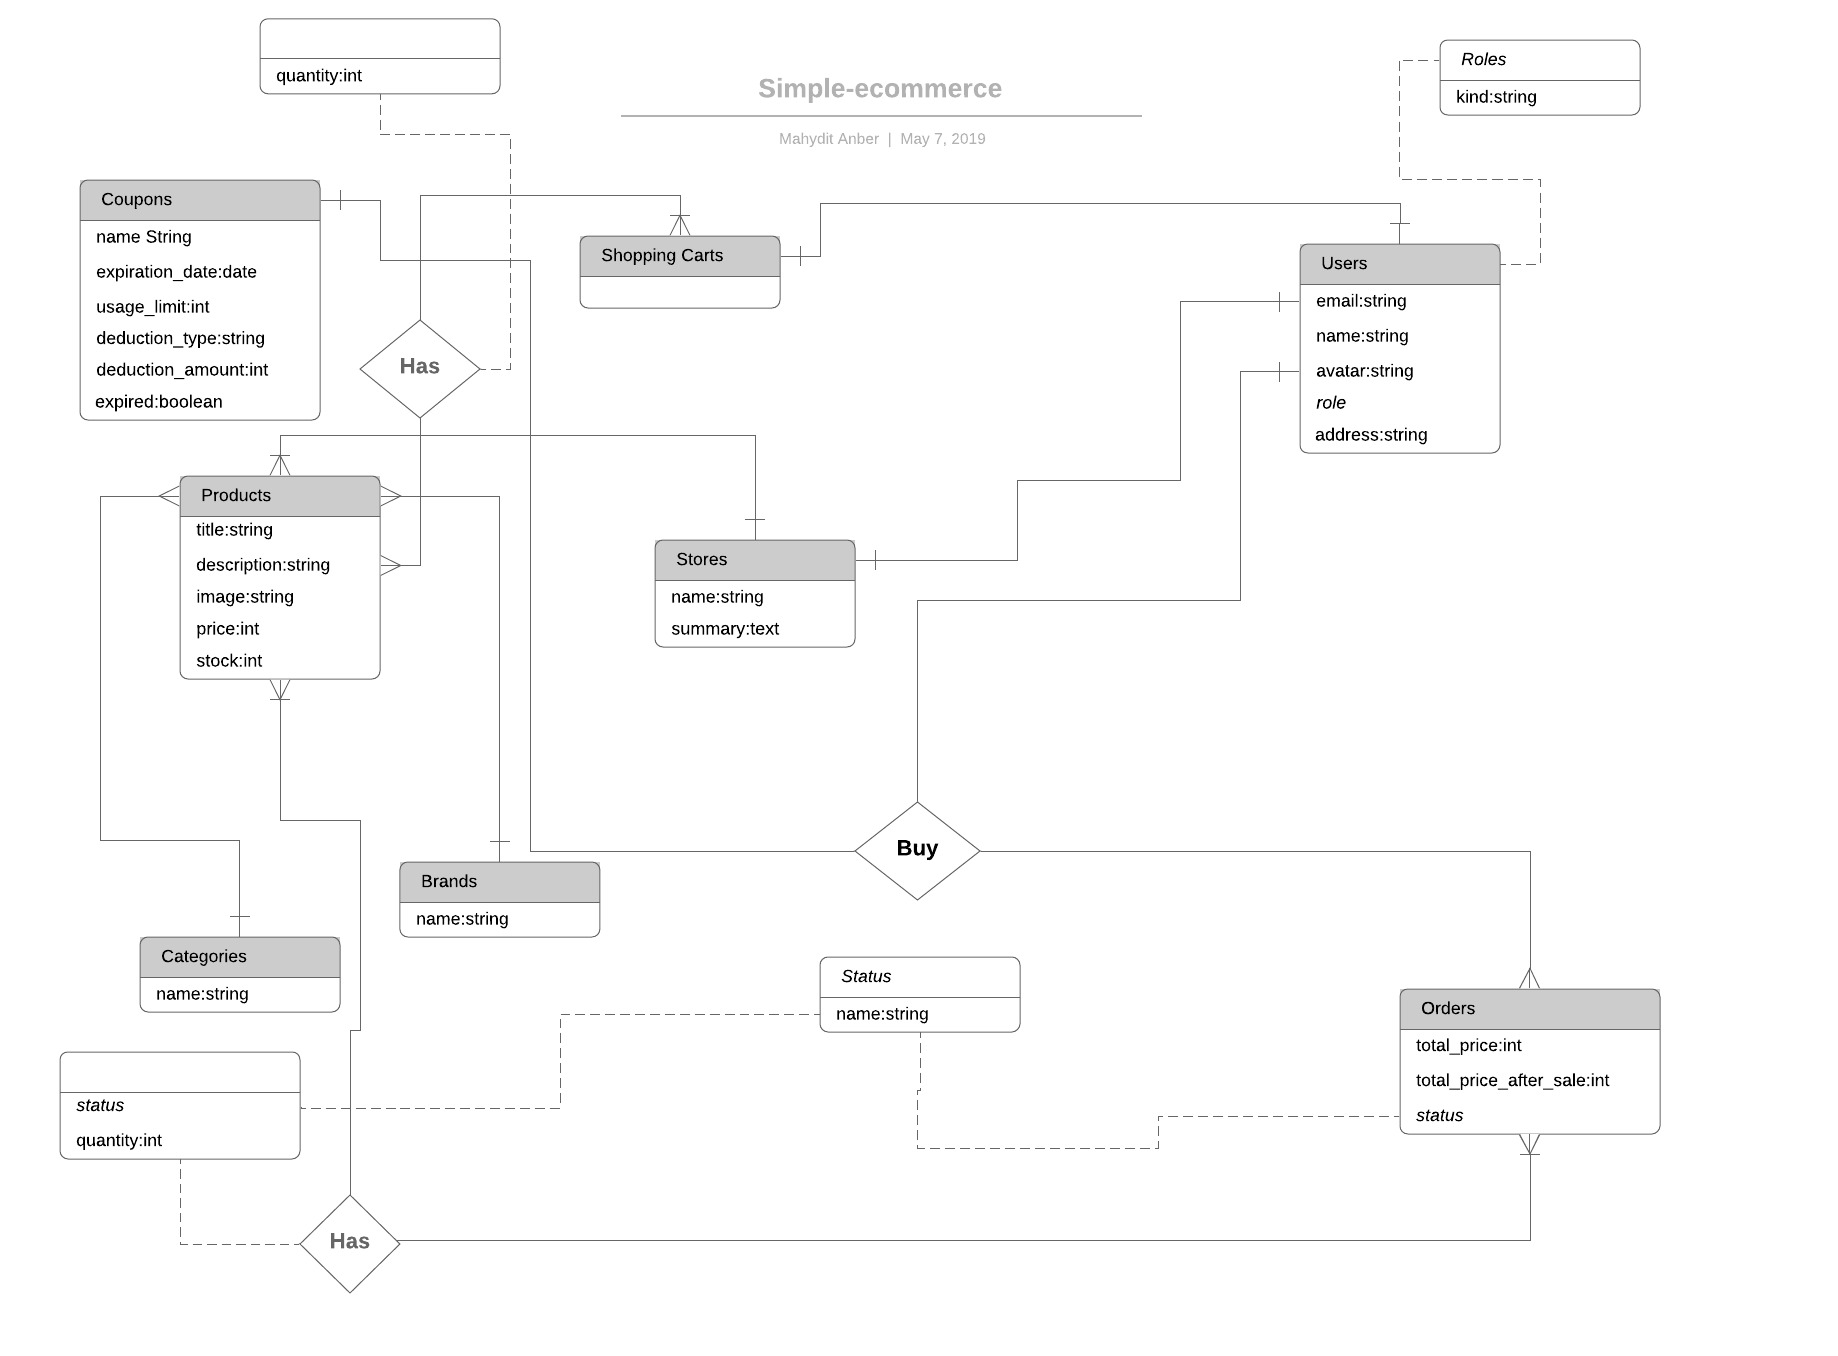 quantity:int
Simple-ecommerce
Mahydit Anber | May 7, 2019
Roles
kind:string
Coupons
name String
expiration_date:date
usage_limit:int
deduction_type:string
deduction_amount:int
expired:boolean
Shopping Carts
Users
email:string
name:string
avatar:string
role
address:string
Has
Products
title:string
description:string
image:string
price:int
stock:int
Stores
name:string
summary:text
Buy
Brands
name:string
Categories
name:string
Status
name:string
Orders
total_price:int
total_price_after_sale:int
status
status
quantity:int
Has